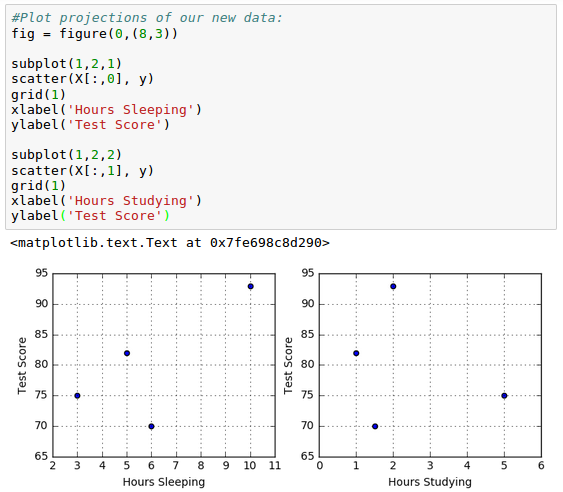 #Plot projections of our new data:
fig = figure(0,(8,3))
subplot(1,2,1)
scatter(X[:,0], y)
grid(1)
xlabel('Hours Sleeping')
ylabel('Test Score')
subplot(1,2,2)
scatter(X[:,1], y)
grid(1)
xlabel('Hours Studying')
ylabel('Test Score')
<matplotlib.text.Text at 0x7fe698c8d290>
95
90
85
80
75
70
65
Test Score
2 3 4 5 6 7 8 9 10 11
Hours Sleeping
95
90
85
80
75
70
65
Test Score
0 1 2 3 4 5 6
Hours Studying